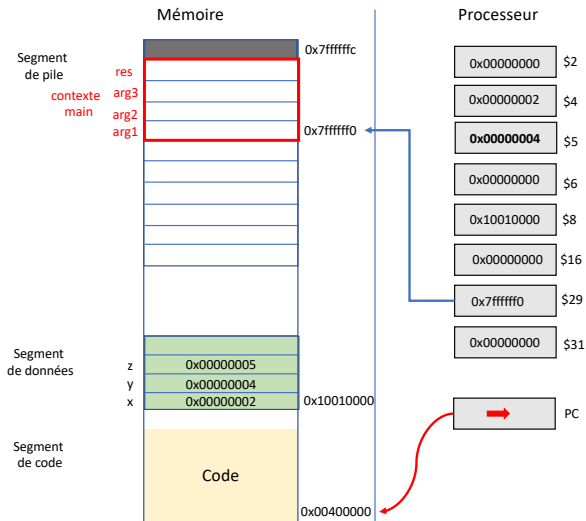 Mémoire
Processeur
0x7ffffffc
Segment
de pile
res
arg3
arg2
arg1
contexte
main
0x7ffffff0
0x00000000 $2
0x00000002 $4
0x00000004 $5
0x00000000 $6
0x10010000 $8
0x00000000 $16
0x7ffffff0 $29
0x00000000 $31
Segment
de données
z 0x00000005
y 0x00000004
x 0x00000002 0x10010000
PC
Segment
de code
Code
0x00400000